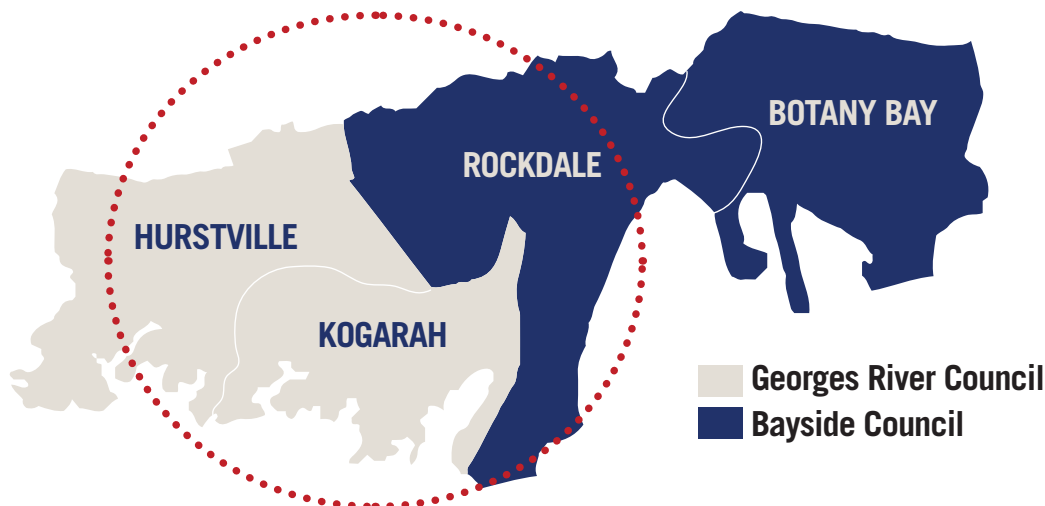 BOTANY BAY
ROCKDALE
HURSTVILLE
KOGARAH
Georges River Council
Bayside Council